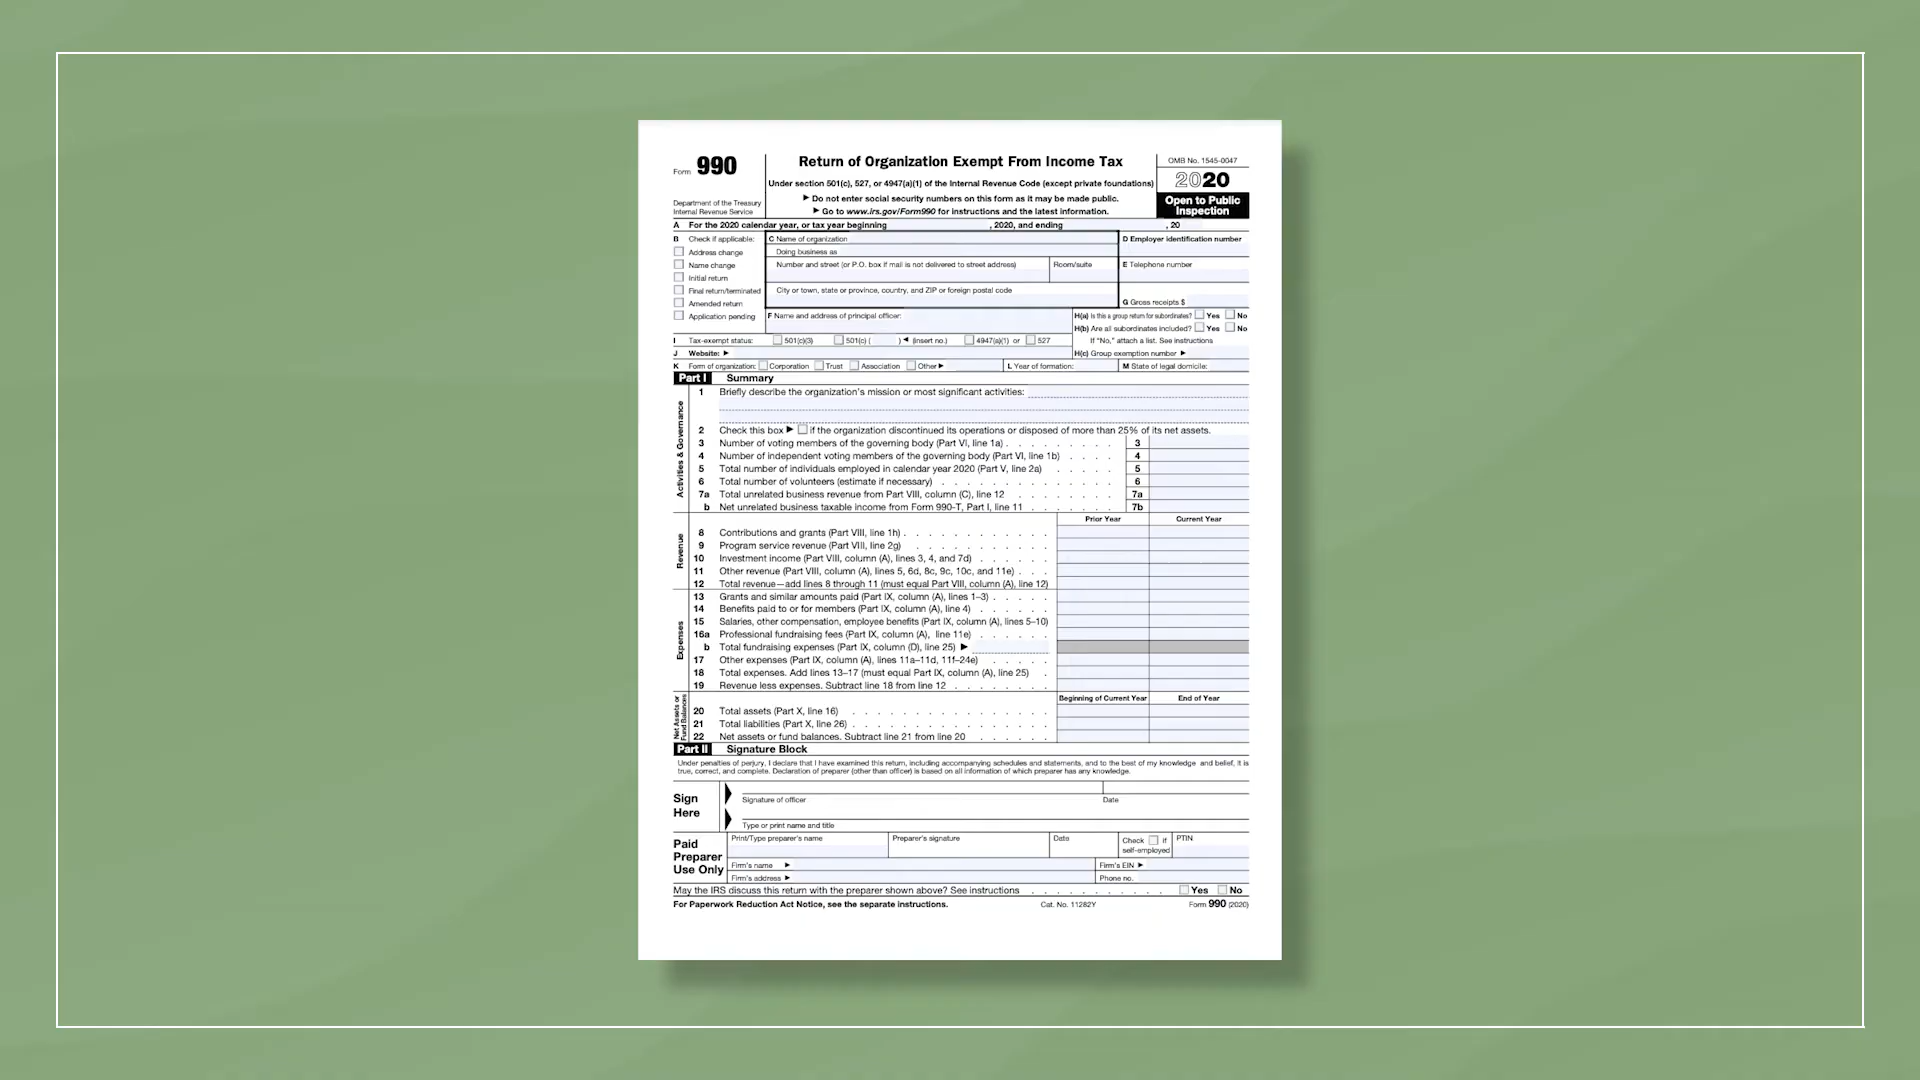 Form 990
Return of Organization Exempt From Income Tax
OMB No. 1545-0047
Under section 501(c), 527, or 4947(a)(1) of the Internal Revenue Code (except private foundations)
2020
▶ Do not enter social security numbers on this form as it may be made public.
Department of the Treasury
Internal Revenue Service
▶ Go to www.irs.gov/Form990 for instructions and the latest information.
Open to Public
Inspection
A For the 2020 calendar year, or tax year beginning , 2020, and ending , 20
B Check if applicable:
Address change
Name change
Initial return
Final return/terminated
Amended return
Application pending
C Name of organization
Doing business as
Number and street (or P.O. box if mail is not delivered to street address)
Room/suite
City or town, state or province, country, and ZIP or foreign postal code
D Employer identification number
E Telephone number
G Gross receipts $
F Name and address of principal officer:
H(a) Is this a group return for subordinates? Yes No
H(b) Are all subordinates included? Yes No
If "No," attach a list. See instructions
H(c) Group exemption number ▶
I Tax-exempt status: 501(c)(3) 501(c) ( ) ◀ (insert no.) 4947(a)(1) or 527
J Website: ▶
K Form of organization: Corporation Trust Association Other ▶
L Year of formation:
M State of legal domicile:
Part I Summary
Activities & Governance
1 Briefly describe the organization's mission or most significant activities:
2 Check this box ▶ if the organization discontinued its operations or disposed of more than 25% of its net assets.
3 Number of voting members of the governing body (Part VI, line 1a) . . . . . . . . . 3
4 Number of independent voting members of the governing body (Part VI, line 1b) . . . . 4
5 Total number of individuals employed in calendar year 2020 (Part V, line 2a) . . . . . 5
6 Total number of volunteers (estimate if necessary) . . . . . . . . . . . . . . 6
7a Total unrelated business revenue from Part VIII, column (C), line 12 . . . . . . . . 7a
b Net unrelated business taxable income from Form 990-T, Part I, line 11 . . . . . . . 7b
Prior Year Current Year
Revenue
8 Contributions and grants (Part VIII, line 1h) . . . . . . . . . . . .
9 Program service revenue (Part VIII, line 2g) . . . . . . . . . . .
10 Investment income (Part VIII, column (A), lines 3, 4, and 7d) . . . . . .
11 Other revenue (Part VIII, column (A), lines 5, 6d, 8c, 9c, 10c, and 11e) . . .
12 Total revenue—add lines 8 through 11 (must equal Part VIII, column (A), line 12)
Expenses
13 Grants and similar amounts paid (Part IX, column (A), lines 1–3) . . . . .
14 Benefits paid to or for members (Part IX, column (A), line 4) . . . . . .
15 Salaries, other compensation, employee benefits (Part IX, column (A), lines 5–10)
16a Professional fundraising fees (Part IX, column (A), line 11e) . . . . . .
b Total fundraising expenses (Part IX, column (D), line 25) ▶
17 Other expenses (Part IX, column (A), lines 11a–11d, 11f–24e) . . . . .
18 Total expenses. Add lines 13–17 (must equal Part IX, column (A), line 25) .
19 Revenue less expenses. Subtract line 18 from line 12 . . . . . . . .
Net Assets or
Fund Balances
Beginning of Current Year End of Year
20 Total assets (Part X, line 16) . . . . . . . . . . . . . . . .
21 Total liabilities (Part X, line 26) . . . . . . . . . . . . . . . .
22 Net assets or fund balances. Subtract line 21 from line 20 . . . . . .
Part II Signature Block
Under penalties of perjury, I declare that I have examined this return, including accompanying schedules and statements, and to the best of my knowledge and belief, it is
true, correct, and complete. Declaration of preparer (other than officer) is based on all information of which preparer has any knowledge.
Sign
Here
Signature of officer
Date
Type or print name and title
Paid
Preparer
Use Only
Print/Type preparer's name
Preparer's signature
Date
Check if
self-employed
PTIN
Firm's name ▶
Firm's EIN ▶
Firm's address ▶
Phone no.
May the IRS discuss this return with the preparer shown above? See instructions . . . . . . . . . . . Yes No
For Paperwork Reduction Act Notice, see the separate instructions.
Cat. No. 11282Y
Form 990 (2020)